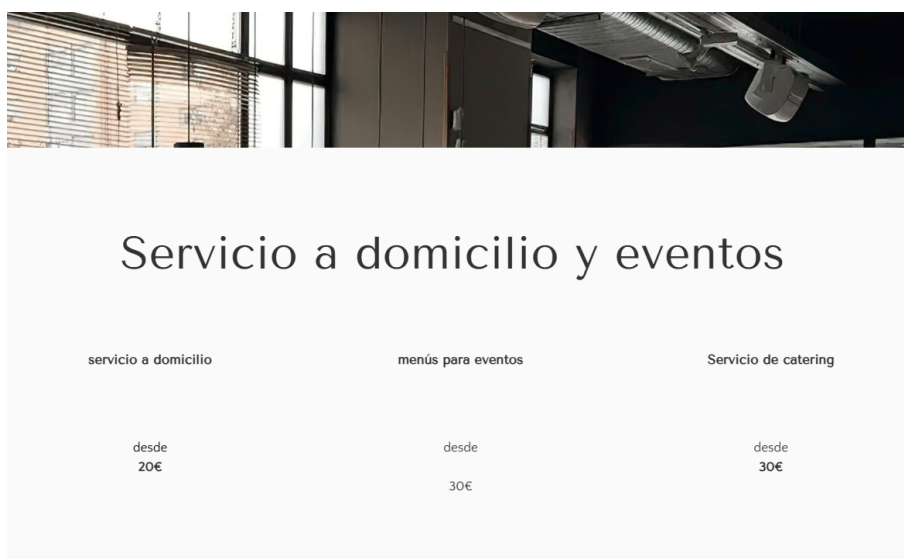 Servicio a domicilio y eventos
servicio a domicilio
desde
20€
menús para eventos
desde
30€
Servicio de catering
desde
30€